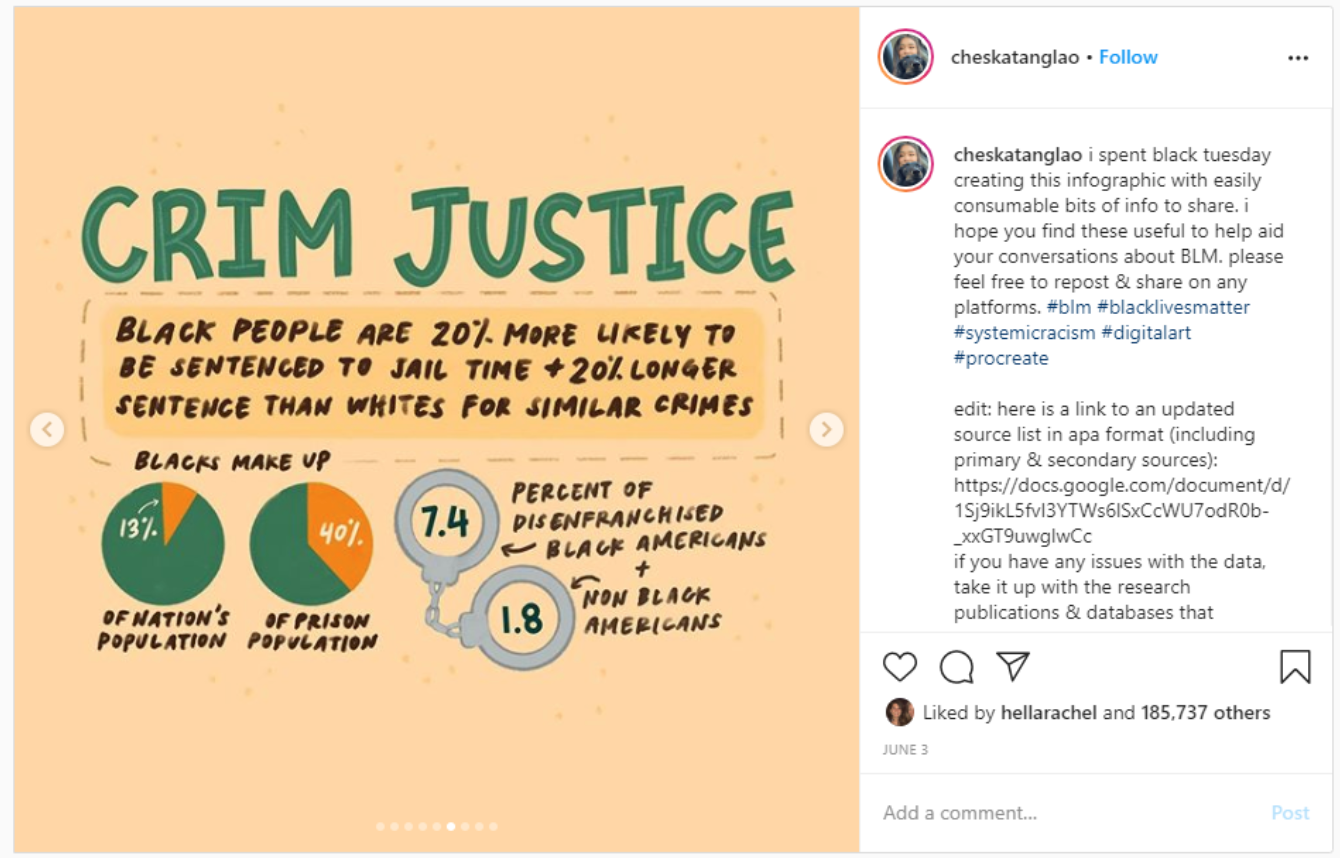 CRIM JUSTICE
BLACK PEOPLE ARE 20% MORE LIKELY TO
BE SENTENCED TO JAIL TIME + 20% LONGER
SENTENCE THAN WHITES FOR SIMILAR CRIMES
BLACKS MAKE UP
13%
OF NATION'S
POPULATION
40%
OF PRISON
POPULATION
7.4
PERCENT OF
DISENFRANCHISED
BLACK AMERICANS
+
NON BLACK
AMERICANS
1.8
cheskatanglao • Follow
cheskatanglao i spent black tuesday
creating this infographic with easily
consumable bits of info to share. i
hope you find these useful to help aid
your conversations about BLM. please
feel free to repost & share on any
platforms. #blm #blacklivesmatter
#systemicracism #digitalart
#procreate
edit: here is a link to an updated
source list in apa format (including
primary & secondary sources):
https://docs.google.com/document/d/
1Sj9ikL5fvI3YTWs6lSxCcWU7odR0b-
_xxGT9uwglwCc
if you have any issues with the data,
take it up with the research
publications & databases that
Liked by hellarachel and 185,737 others
JUNE 3
Add a comment...
Post